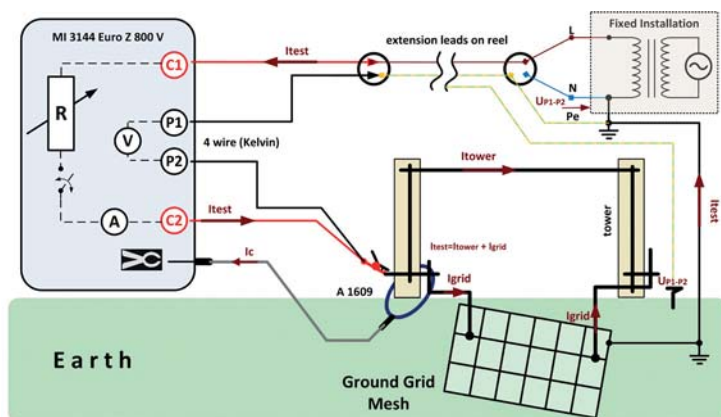 MI 3144 Euro Z 800 V
C1
Itest
extension leads on reel
L
Fixed Installation
R
P1
V
P2
4 wire (Kelvin)
N
UP1-P2
Pe
Itower
A
C2
Itest
tower
Itest
Itest=Itower + Igrid
Ic
A 1609
Igrid
UP1-P2
Igrid
Earth
Ground Grid
Mesh